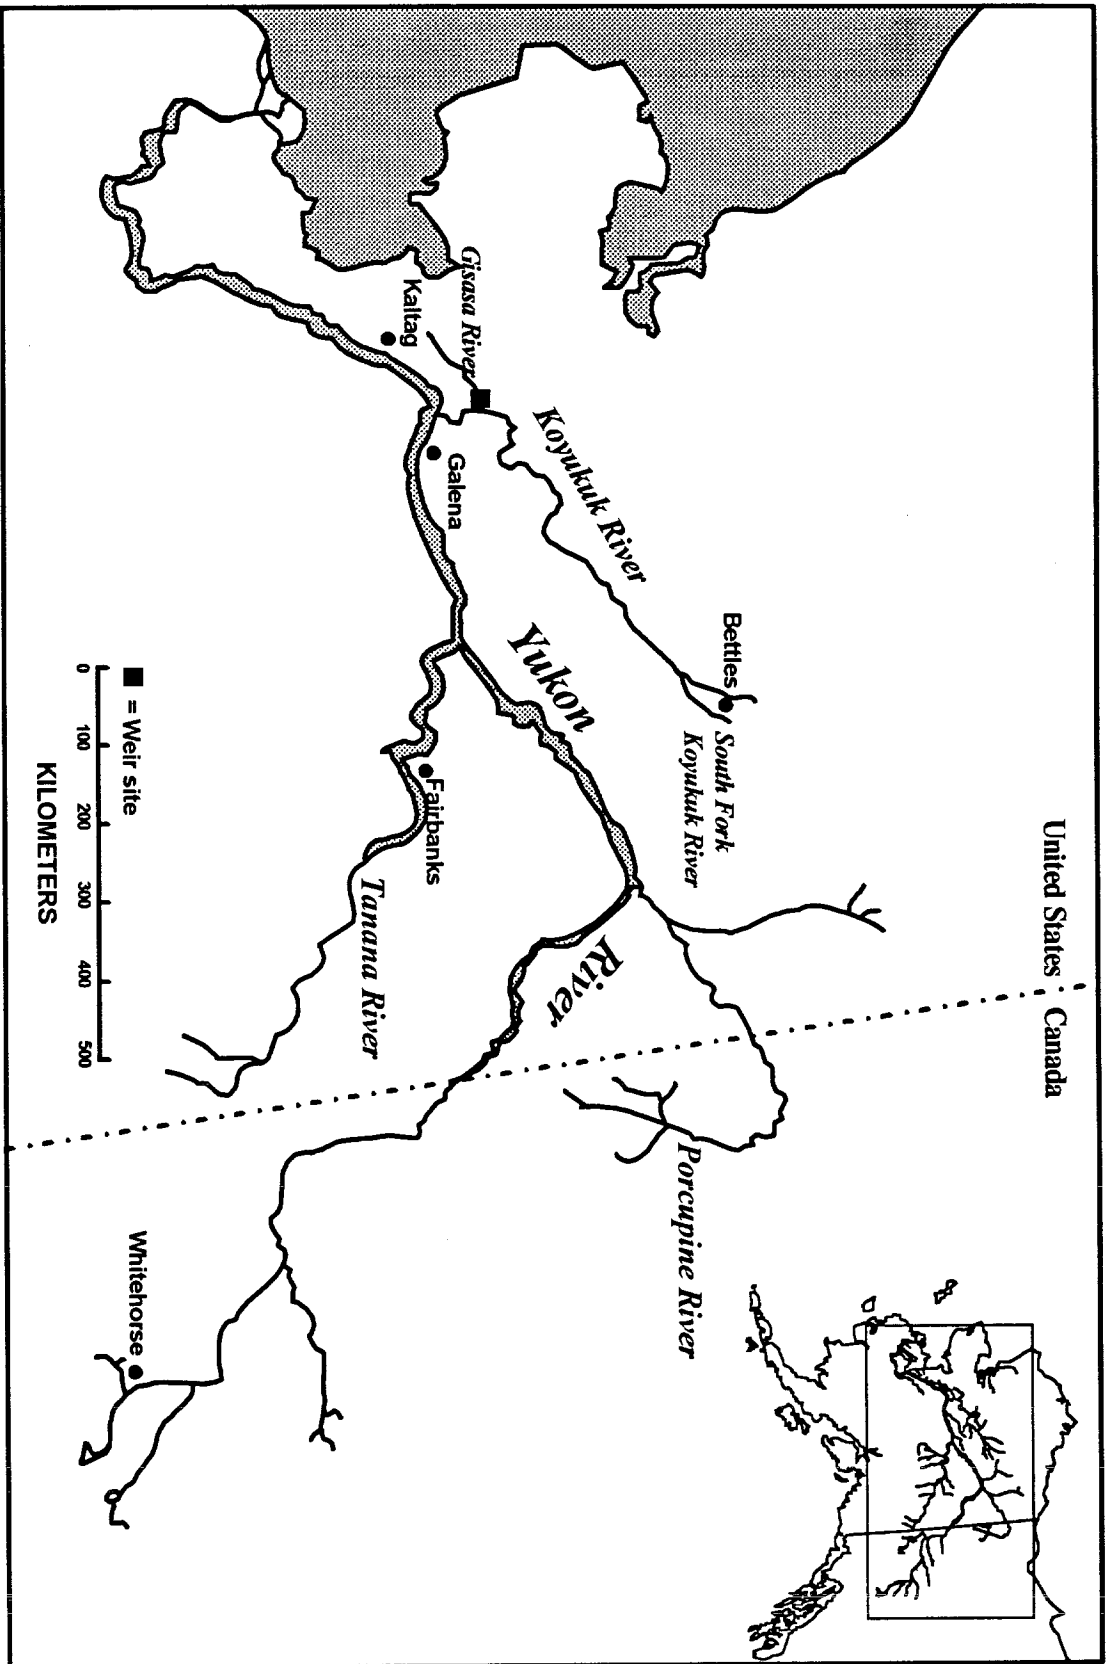 United States
Canada
Bettles
South Fork
Koyukuk River
Porcupine River
Koyukuk River
Yukon
River
Gisasa River
Galena
Kaltag
Fairbanks
Tanana River
Whitehorse
■ = Weir site
0 100 200 300 400 500
KILOMETERS